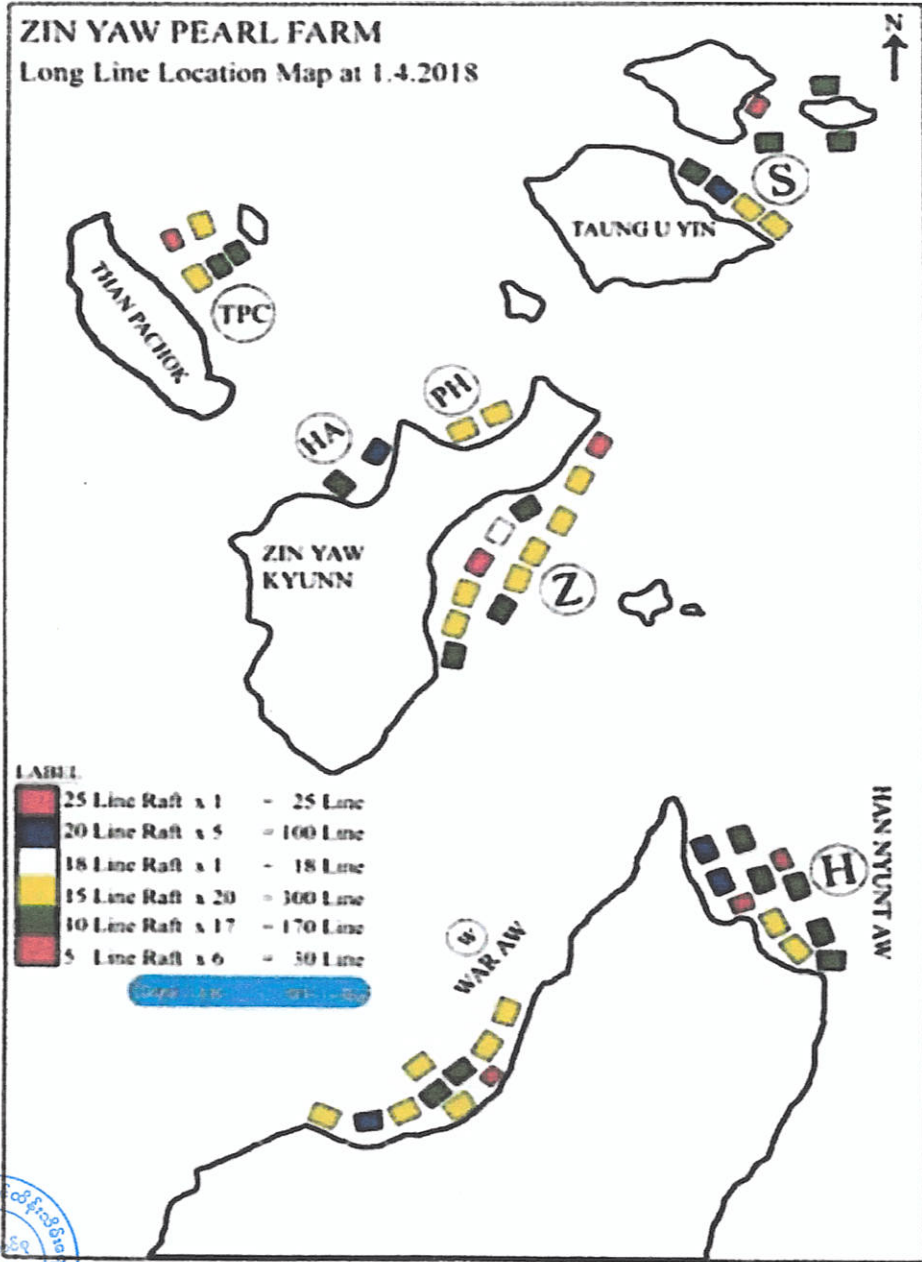 ZIN YAW PEARL FARM
Long Line Location Map at 1.4.2018
N
S
TAUNG U YIN
THAN PACHOK
TPC
PH
HA
ZIN YAW
KYUNN
Z
LABEL
25 Line Raft x 1 - 25 Line
20 Line Raft x 5 = 100 Line
18 Line Raft x 1 - 18 Line
15 Line Raft x 20 = 300 Line
10 Line Raft x 17 = 170 Line
5 Line Raft x 6 = 30 Line
HAN NYUNT AW
H
W
WAR AW